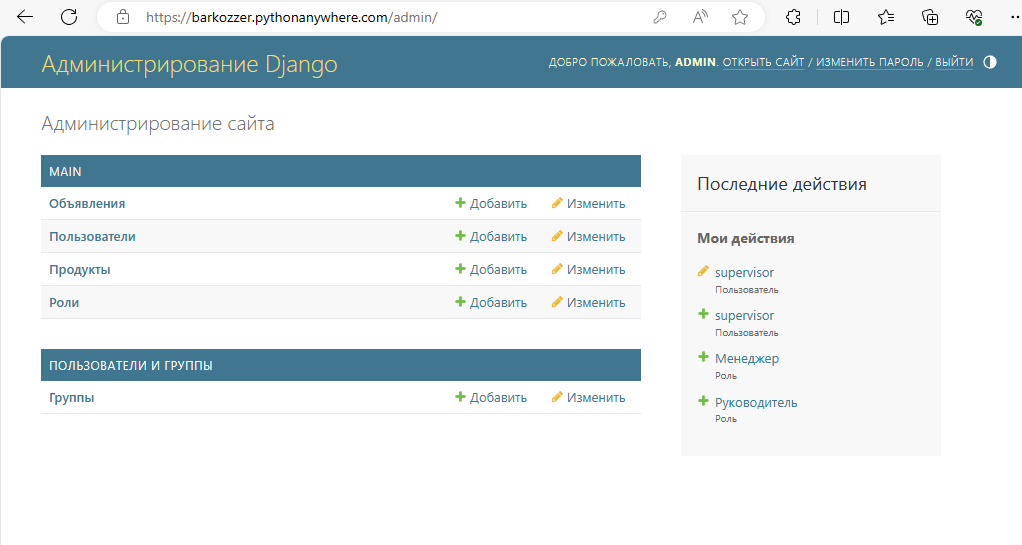 https://barkozzer.pythonanywhere.com/admin/
Администрирование Django
ДОБРО ПОЖАЛОВАТЬ, ADMIN. ОТКРЫТЬ САЙТ / ИЗМЕНИТЬ ПАРОЛЬ / ВЫЙТИ
Администрирование сайта
MAIN
Объявления Добавить Изменить
Пользователи Добавить Изменить
Продукты Добавить Изменить
Роли Добавить Изменить
ПОЛЬЗОВАТЕЛИ И ГРУППЫ
Группы Добавить Изменить
Последние действия
Мои действия
supervisor
Пользователь
supervisor
Пользователь
Менеджер
Роль
Руководитель
Роль